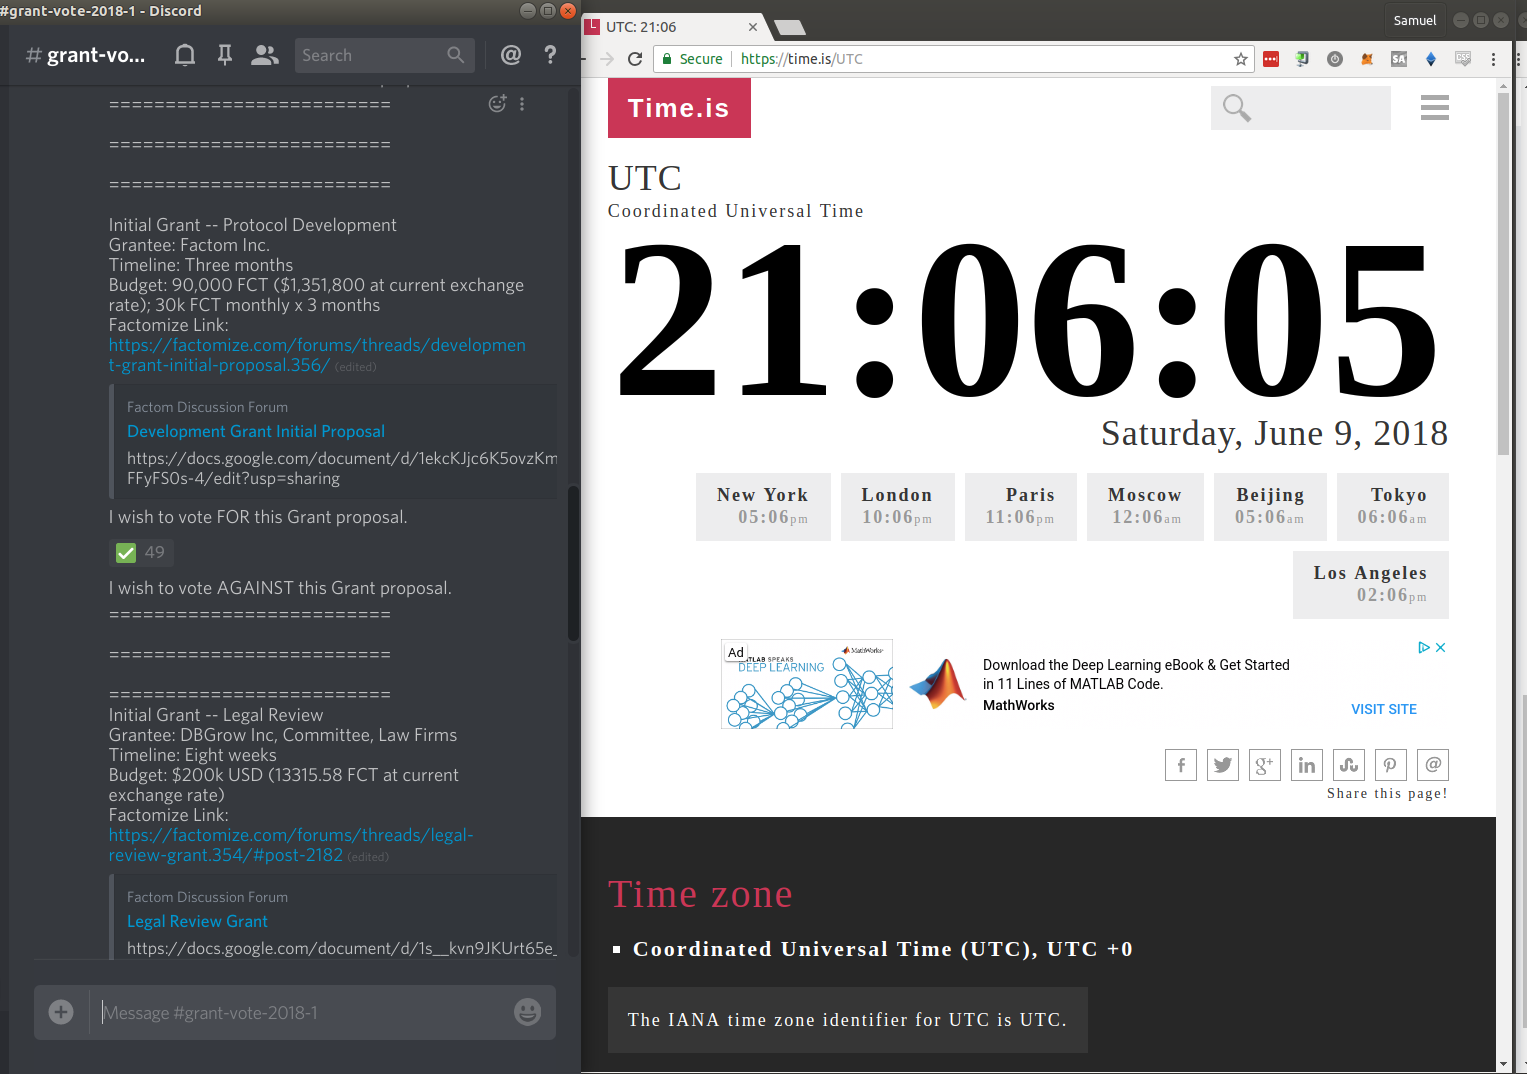 #grant-vote-2018-1 - Discord
# grant-vo...
Search
@
?
=========================
=========================
=========================
Initial Grant -- Protocol Development
Grantee: Factom Inc.
Timeline: Three months
Budget: 90,000 FCT ($1,351,800 at current exchange
rate); 30k FCT monthly x 3 months
Factomize Link:
https://factomize.com/forums/threads/developmen
t-grant-initial-proposal.356/ (edited)
Factom Discussion Forum
Development Grant Initial Proposal
https://docs.google.com/document/d/1ekcKJjc6K5ovzKm
FFyFS0s-4/edit?usp=sharing
I wish to vote FOR this Grant proposal.
49
I wish to vote AGAINST this Grant proposal.
=========================
=========================
=========================
Initial Grant -- Legal Review
Grantee: DBGrow Inc, Committee, Law Firms
Timeline: Eight weeks
Budget: $200k USD (13315.58 FCT at current
exchange rate)
Factomize Link:
https://factomize.com/forums/threads/legal-
review-grant.354/#post-2182 (edited)
Factom Discussion Forum
Legal Review Grant
https://docs.google.com/document/d/1s__kvn9JKUrt65e_
Message #grant-vote-2018-1
UTC: 21:06
Samuel
Secure
https://time.is/UTC
SA
CSS
Time.is
UTC
Coordinated Universal Time
21:06:05
Saturday, June 9, 2018
New York
05:06pm
London
10:06pm
Paris
11:06pm
Moscow
12:06am
Beijing
05:06am
Tokyo
06:06am
Los Angeles
02:06pm
Ad
SPEAKS
DEEP LEARNING
MathWorks
Download the Deep Learning eBook & Get Started
in 11 Lines of MATLAB Code.
MathWorks
VISIT SITE
Share this page!
Time zone
Coordinated Universal Time (UTC), UTC +0
The IANA time zone identifier for UTC is UTC.